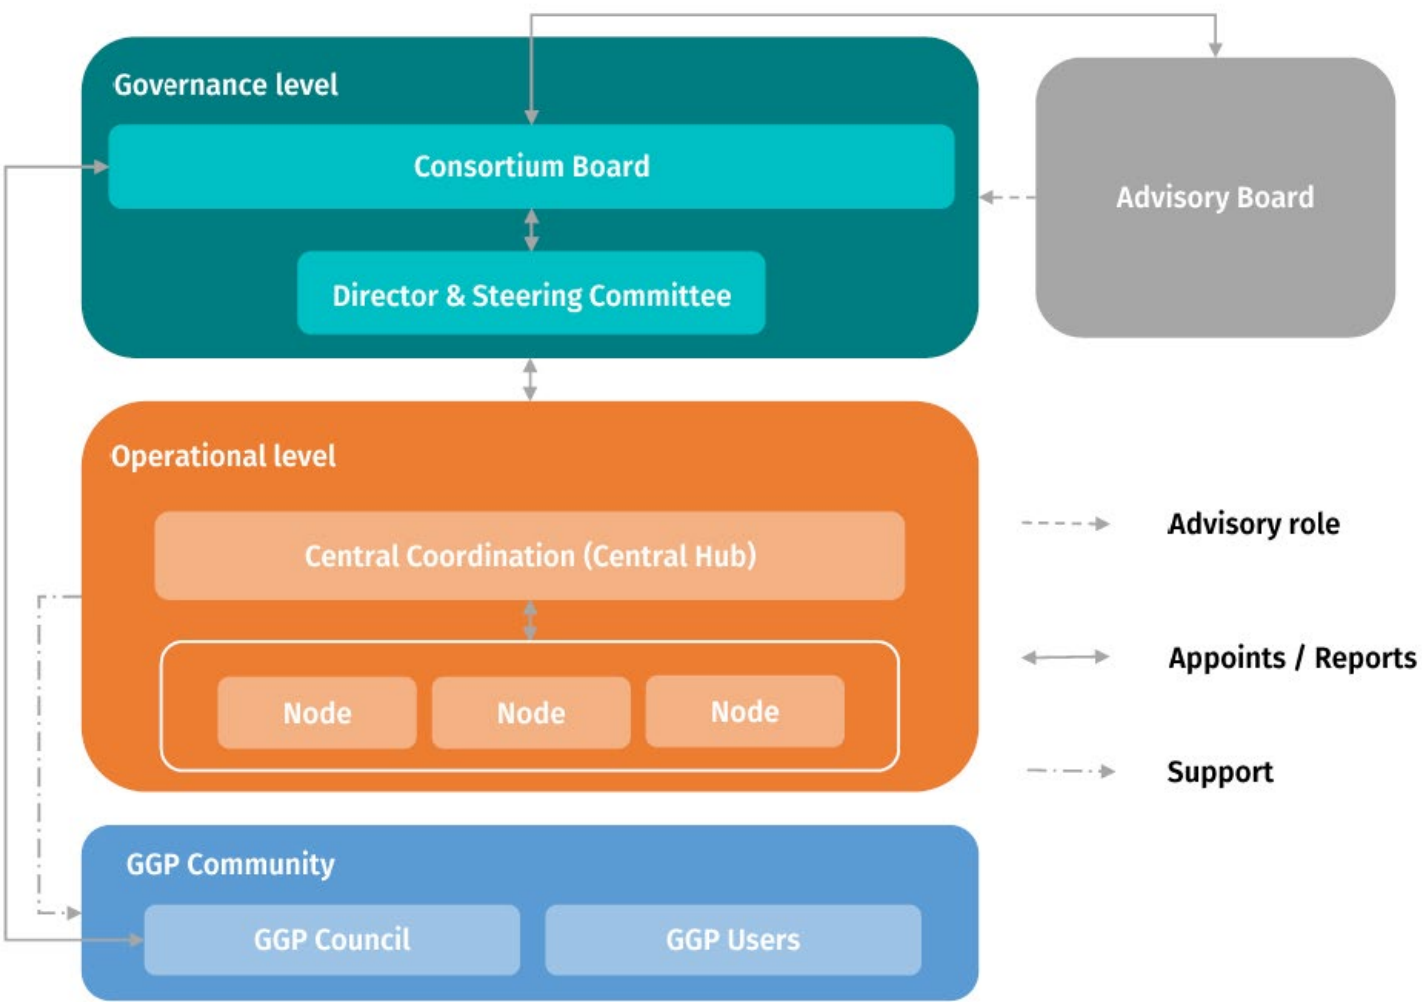 Governance level
Consortium Board
Advisory Board
Director & Steering Committee
Operational level
Central Coordination (Central Hub)
Node
Node
Node
Advisory role
Appoints / Reports
Support
GGP Community
GGP Council
GGP Users